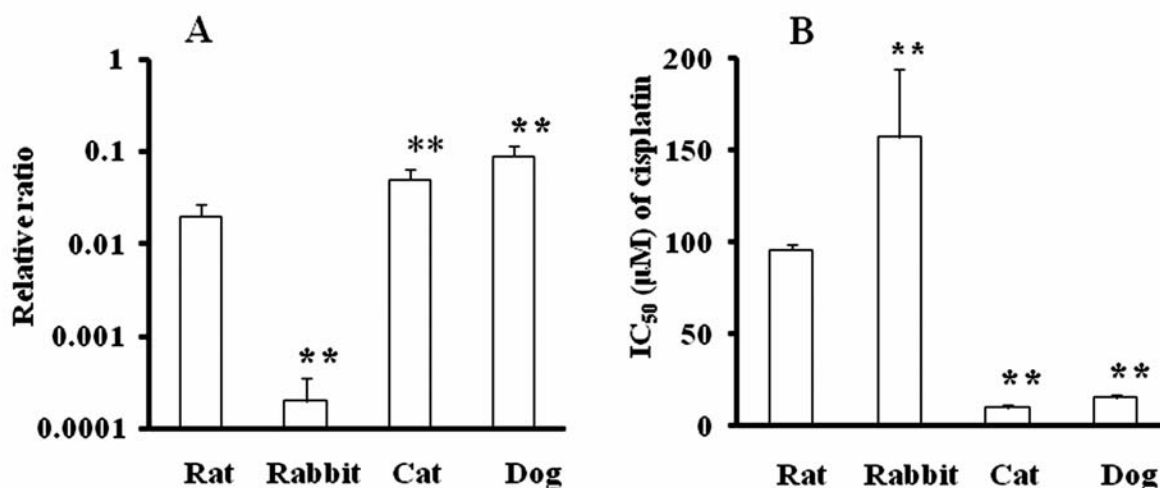 A
Relative ratio
1
0.1
0.01
0.001
0.0001
**
**
**
Rat Rabbit Cat Dog
B
IC50 (µM) of cisplatin
200
150
100
50
0
**
**
**
Rat Rabbit Cat Dog